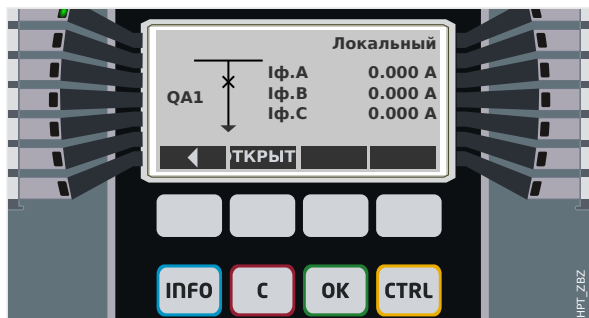 Локальный
Iф.A 0.000 A
QA1
Iф.B 0.000 A
Iф.C 0.000 A
ТКРЫТ
INFO C OK CTRL
HPT_ZBZ